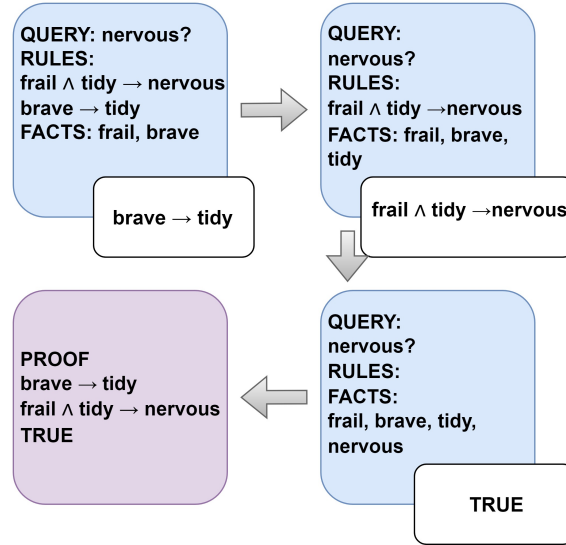 QUERY: nervous?
RULES:
frail ∧ tidy → nervous
brave → tidy
FACTS: frail, brave
brave → tidy
QUERY:
nervous?
RULES:
frail ∧ tidy →nervous
FACTS: frail, brave,
tidy
frail ∧ tidy →nervous
QUERY:
nervous?
RULES:
FACTS:
frail, brave, tidy,
nervous
TRUE
PROOF
brave → tidy
frail ∧ tidy → nervous
TRUE